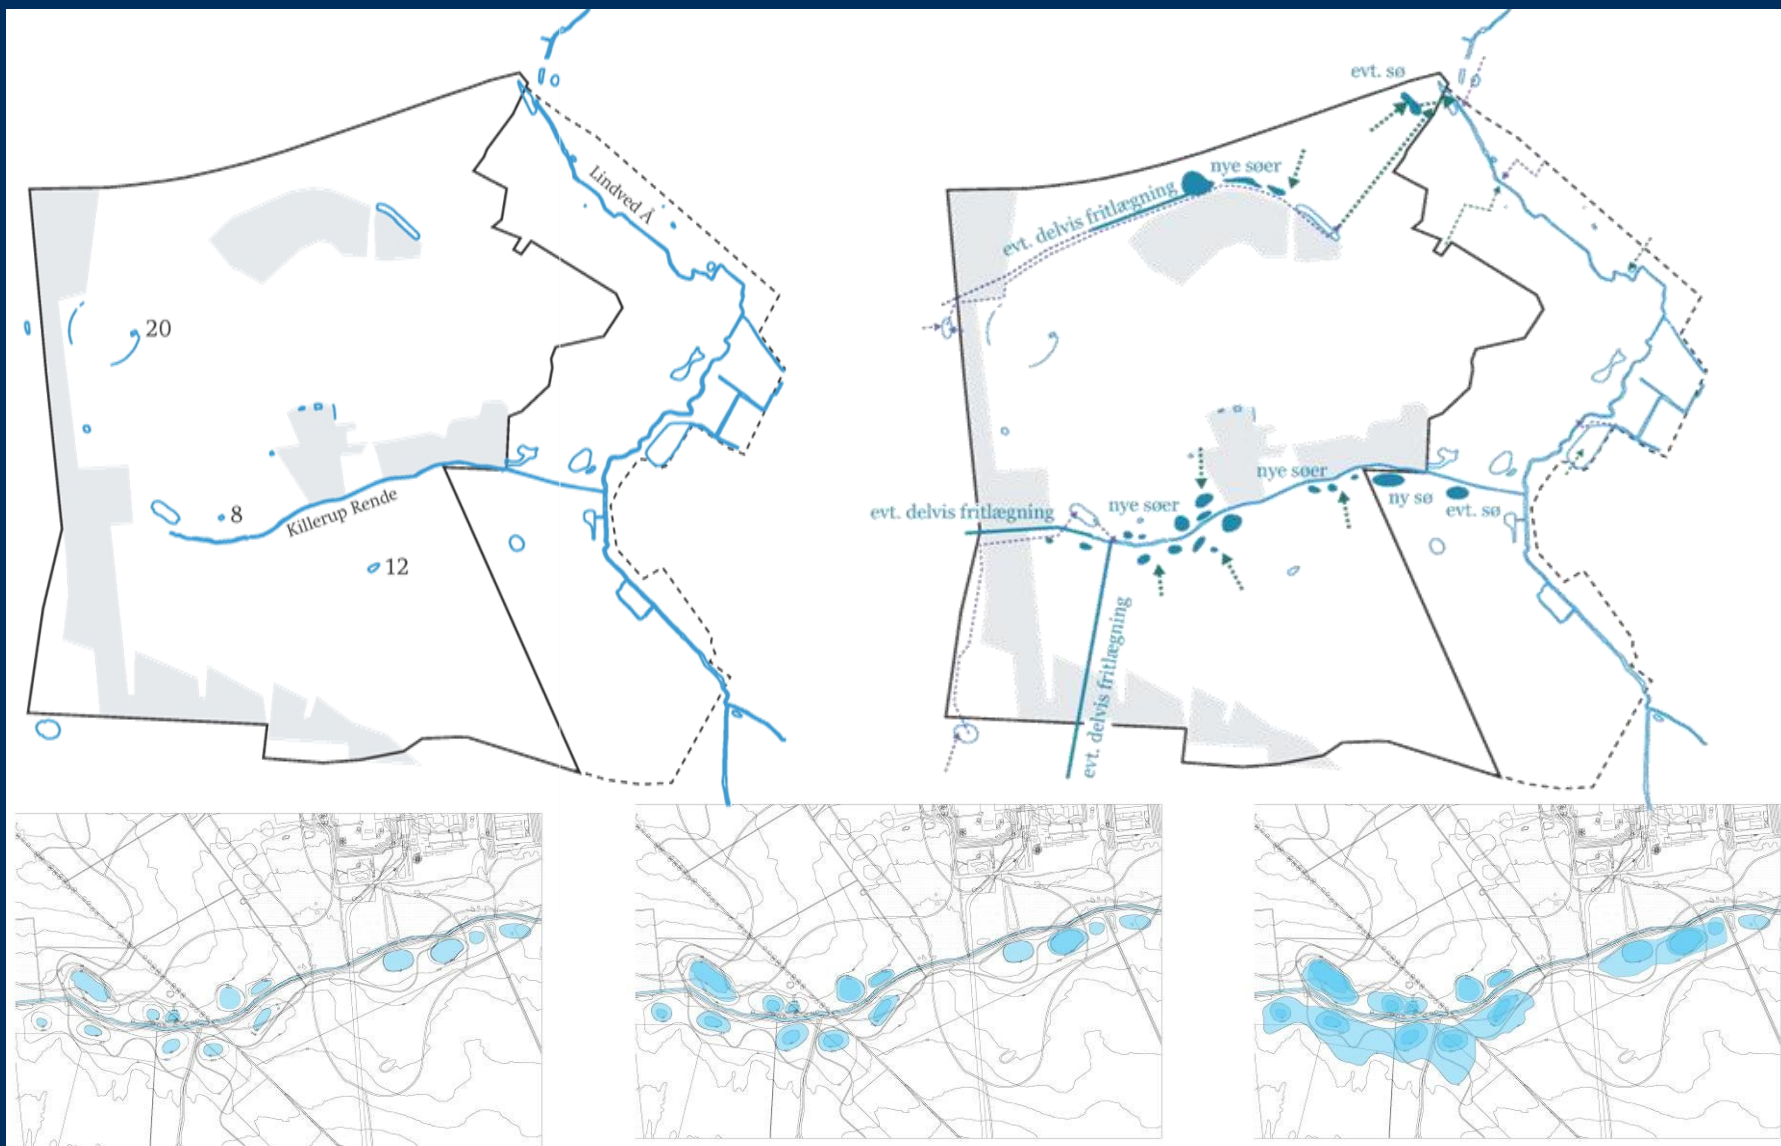 Lindved Å
20
8
Killerup Rende
12
evt. sø
nye søer
evt. delvis fritlægning
nye søer
ny sø
evt. sø
nye søer
evt. delvis fritlægning
evt. delvis fritlægning